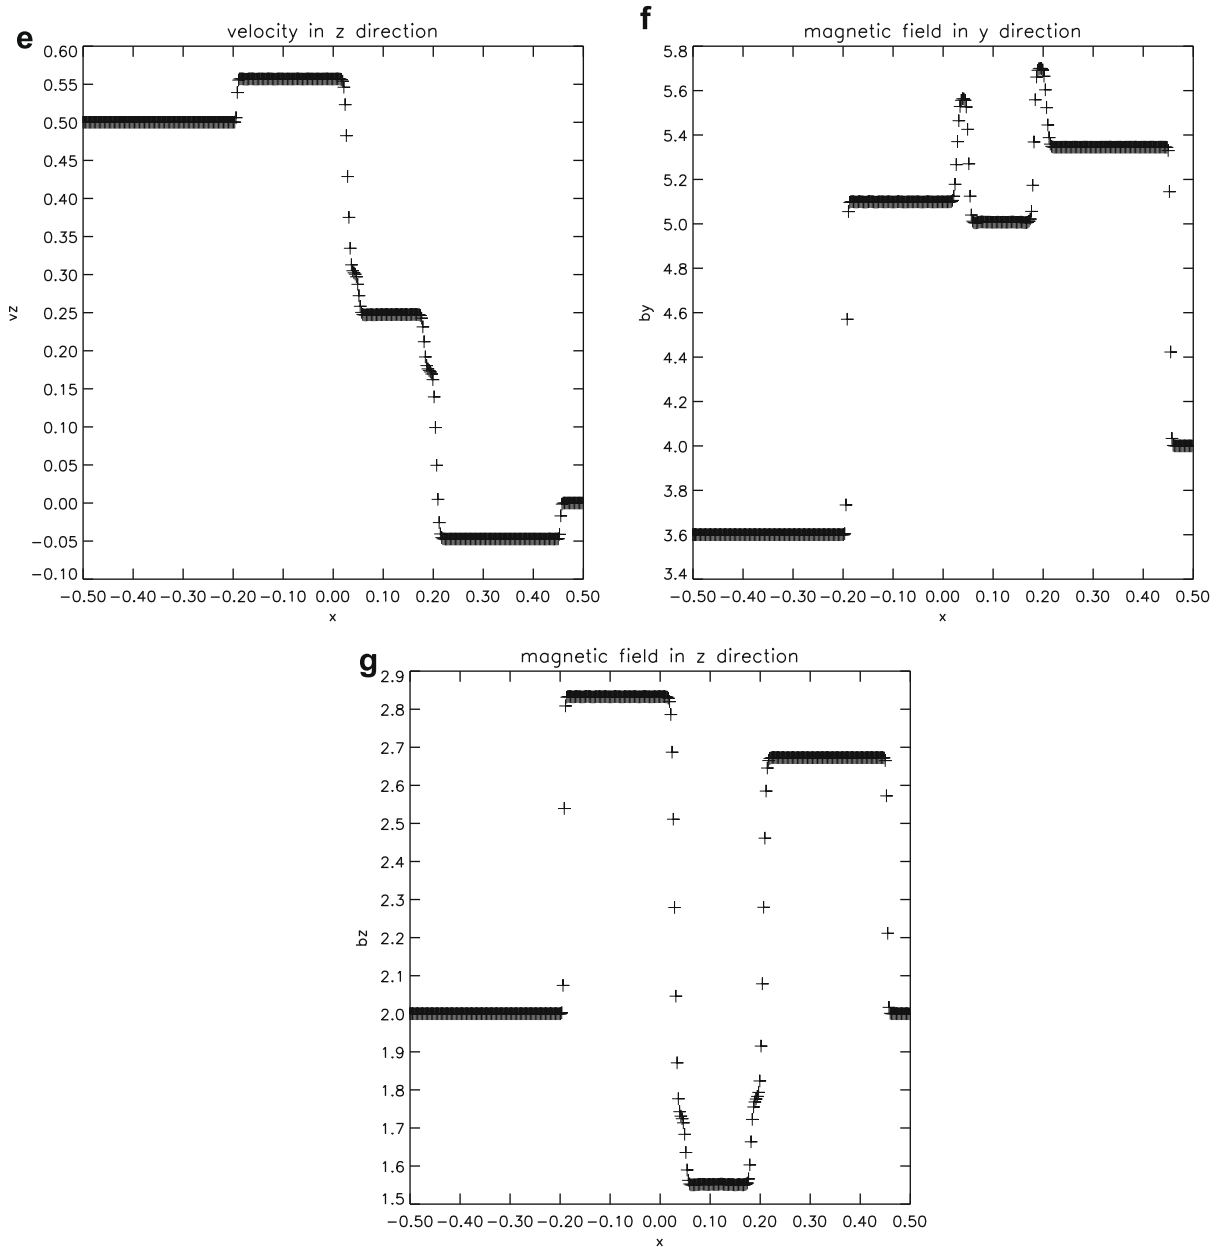 e
velocity in z direction
0.60
0.55
0.50
0.45
0.40
0.35
0.30
0.25
0.20
0.15
0.10
0.05
0.00
−0.05
−0.10
vz
−0.50 −0.40 −0.30 −0.20 −0.10 0.00 0.10 0.20 0.30 0.40 0.50
x
f
magnetic field in y direction
5.8
5.6
5.4
5.2
5.0
4.8
4.6
4.4
4.2
4.0
3.8
3.6
3.4
by
−0.50 −0.40 −0.30 −0.20 −0.10 0.00 0.10 0.20 0.30 0.40 0.50
x
g
magnetic field in z direction
2.9
2.8
2.7
2.6
2.5
2.4
2.3
2.2
2.1
2.0
1.9
1.8
1.7
1.6
1.5
bz
−0.50 −0.40 −0.30 −0.20 −0.10 0.00 0.10 0.20 0.30 0.40 0.50
x